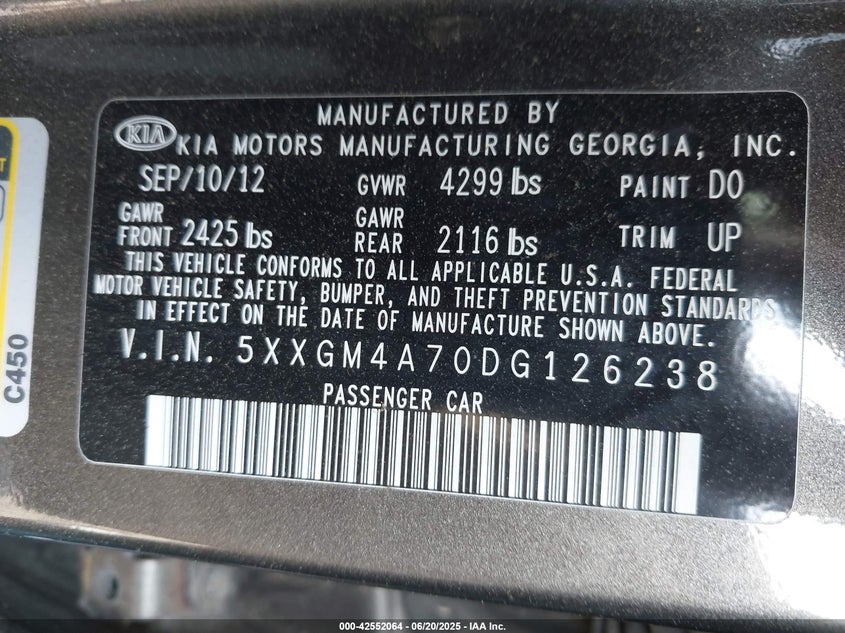 MANUFACTURED BY
KIA KIA MOTORS MANUFACTURING GEORGIA, INC.
SEP/10/12 GVWR 4299 lbs PAINT DO
GAWR FRONT 2425 lbs GAWR REAR 2116 lbs TRIM UP
THIS VEHICLE CONFORMS TO ALL APPLICABLE U.S.A. FEDERAL
MOTOR VEHICLE SAFETY, BUMPER, AND THEFT PREVENTION STANDARDS
IN EFFECT ON THE DATE OF MANUFACTURE SHOWN ABOVE.
V.I.N. 5XXGM4A70DG126238
PASSENGER CAR
C450
000-42552064 / 06/20/2025 / IAA Inc.